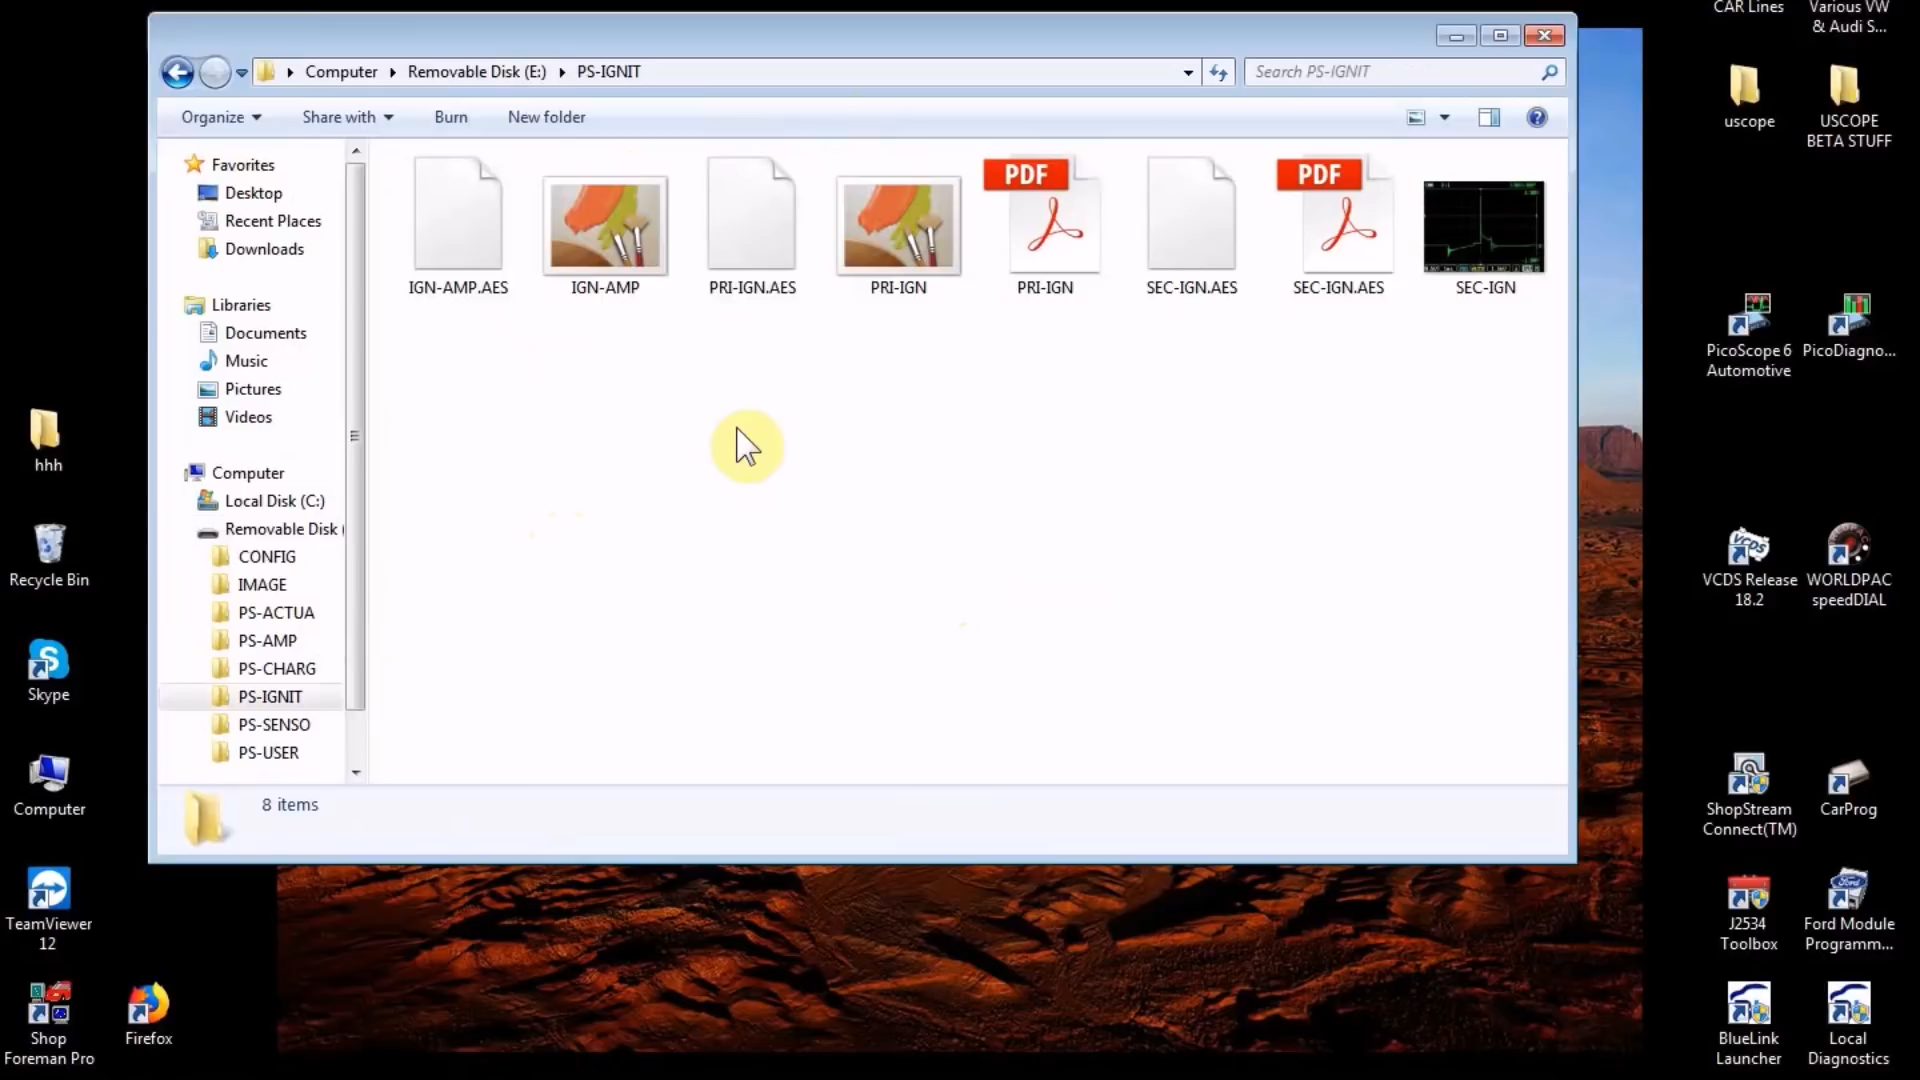 CAR Lines
Various VW
& Audi S...
Computer
Removable Disk (E:)
PS-IGNIT
Search PS-IGNIT
Organize
Share with
Burn
New folder
Favorites
Desktop
Recent Places
Downloads
Libraries
Documents
Music
Pictures
Videos
Computer
Local Disk (C:)
Removable Disk (
CONFIG
IMAGE
PS-ACTUA
PS-AMP
PS-CHARG
PS-IGNIT
PS-SENSO
PS-USER
PDF
PDF
IGN-AMP.AES
IGN-AMP
PRI-IGN.AES
PRI-IGN
PRI-IGN
SEC-IGN.AES
SEC-IGN.AES
SEC-IGN
8 items
hhh
Recycle Bin
Skype
Computer
TeamViewer
12
Shop
Foreman Pro
Firefox
uscope
USCOPE
BETA STUFF
PicoScope 6
Automotive
PicoDiagno...
VCDS
VCDS Release
18.2
WORLDPAC
speedDIAL
ShopStream
Connect(TM)
CarProg
J2534
Toolbox
Ford
Ford Module
Programm...
BlueLink
Launcher
Local
Diagnostics